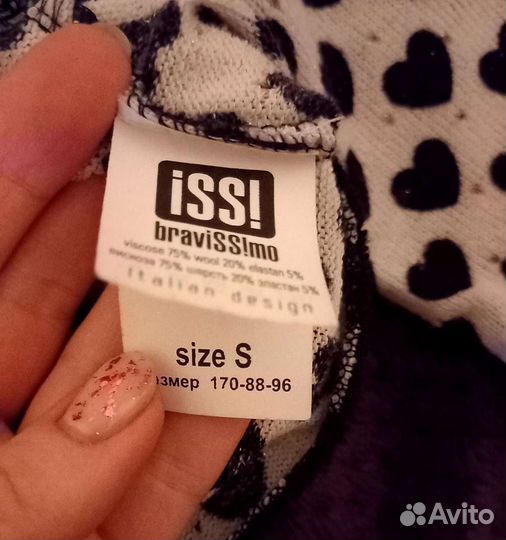 iSS!
braviSS!mo
viscose 75% wool 20% elastan 5%
вискоза 75% шерсть 20% эластан 5%
Italian design
size S
змер 170-88-96
Avito